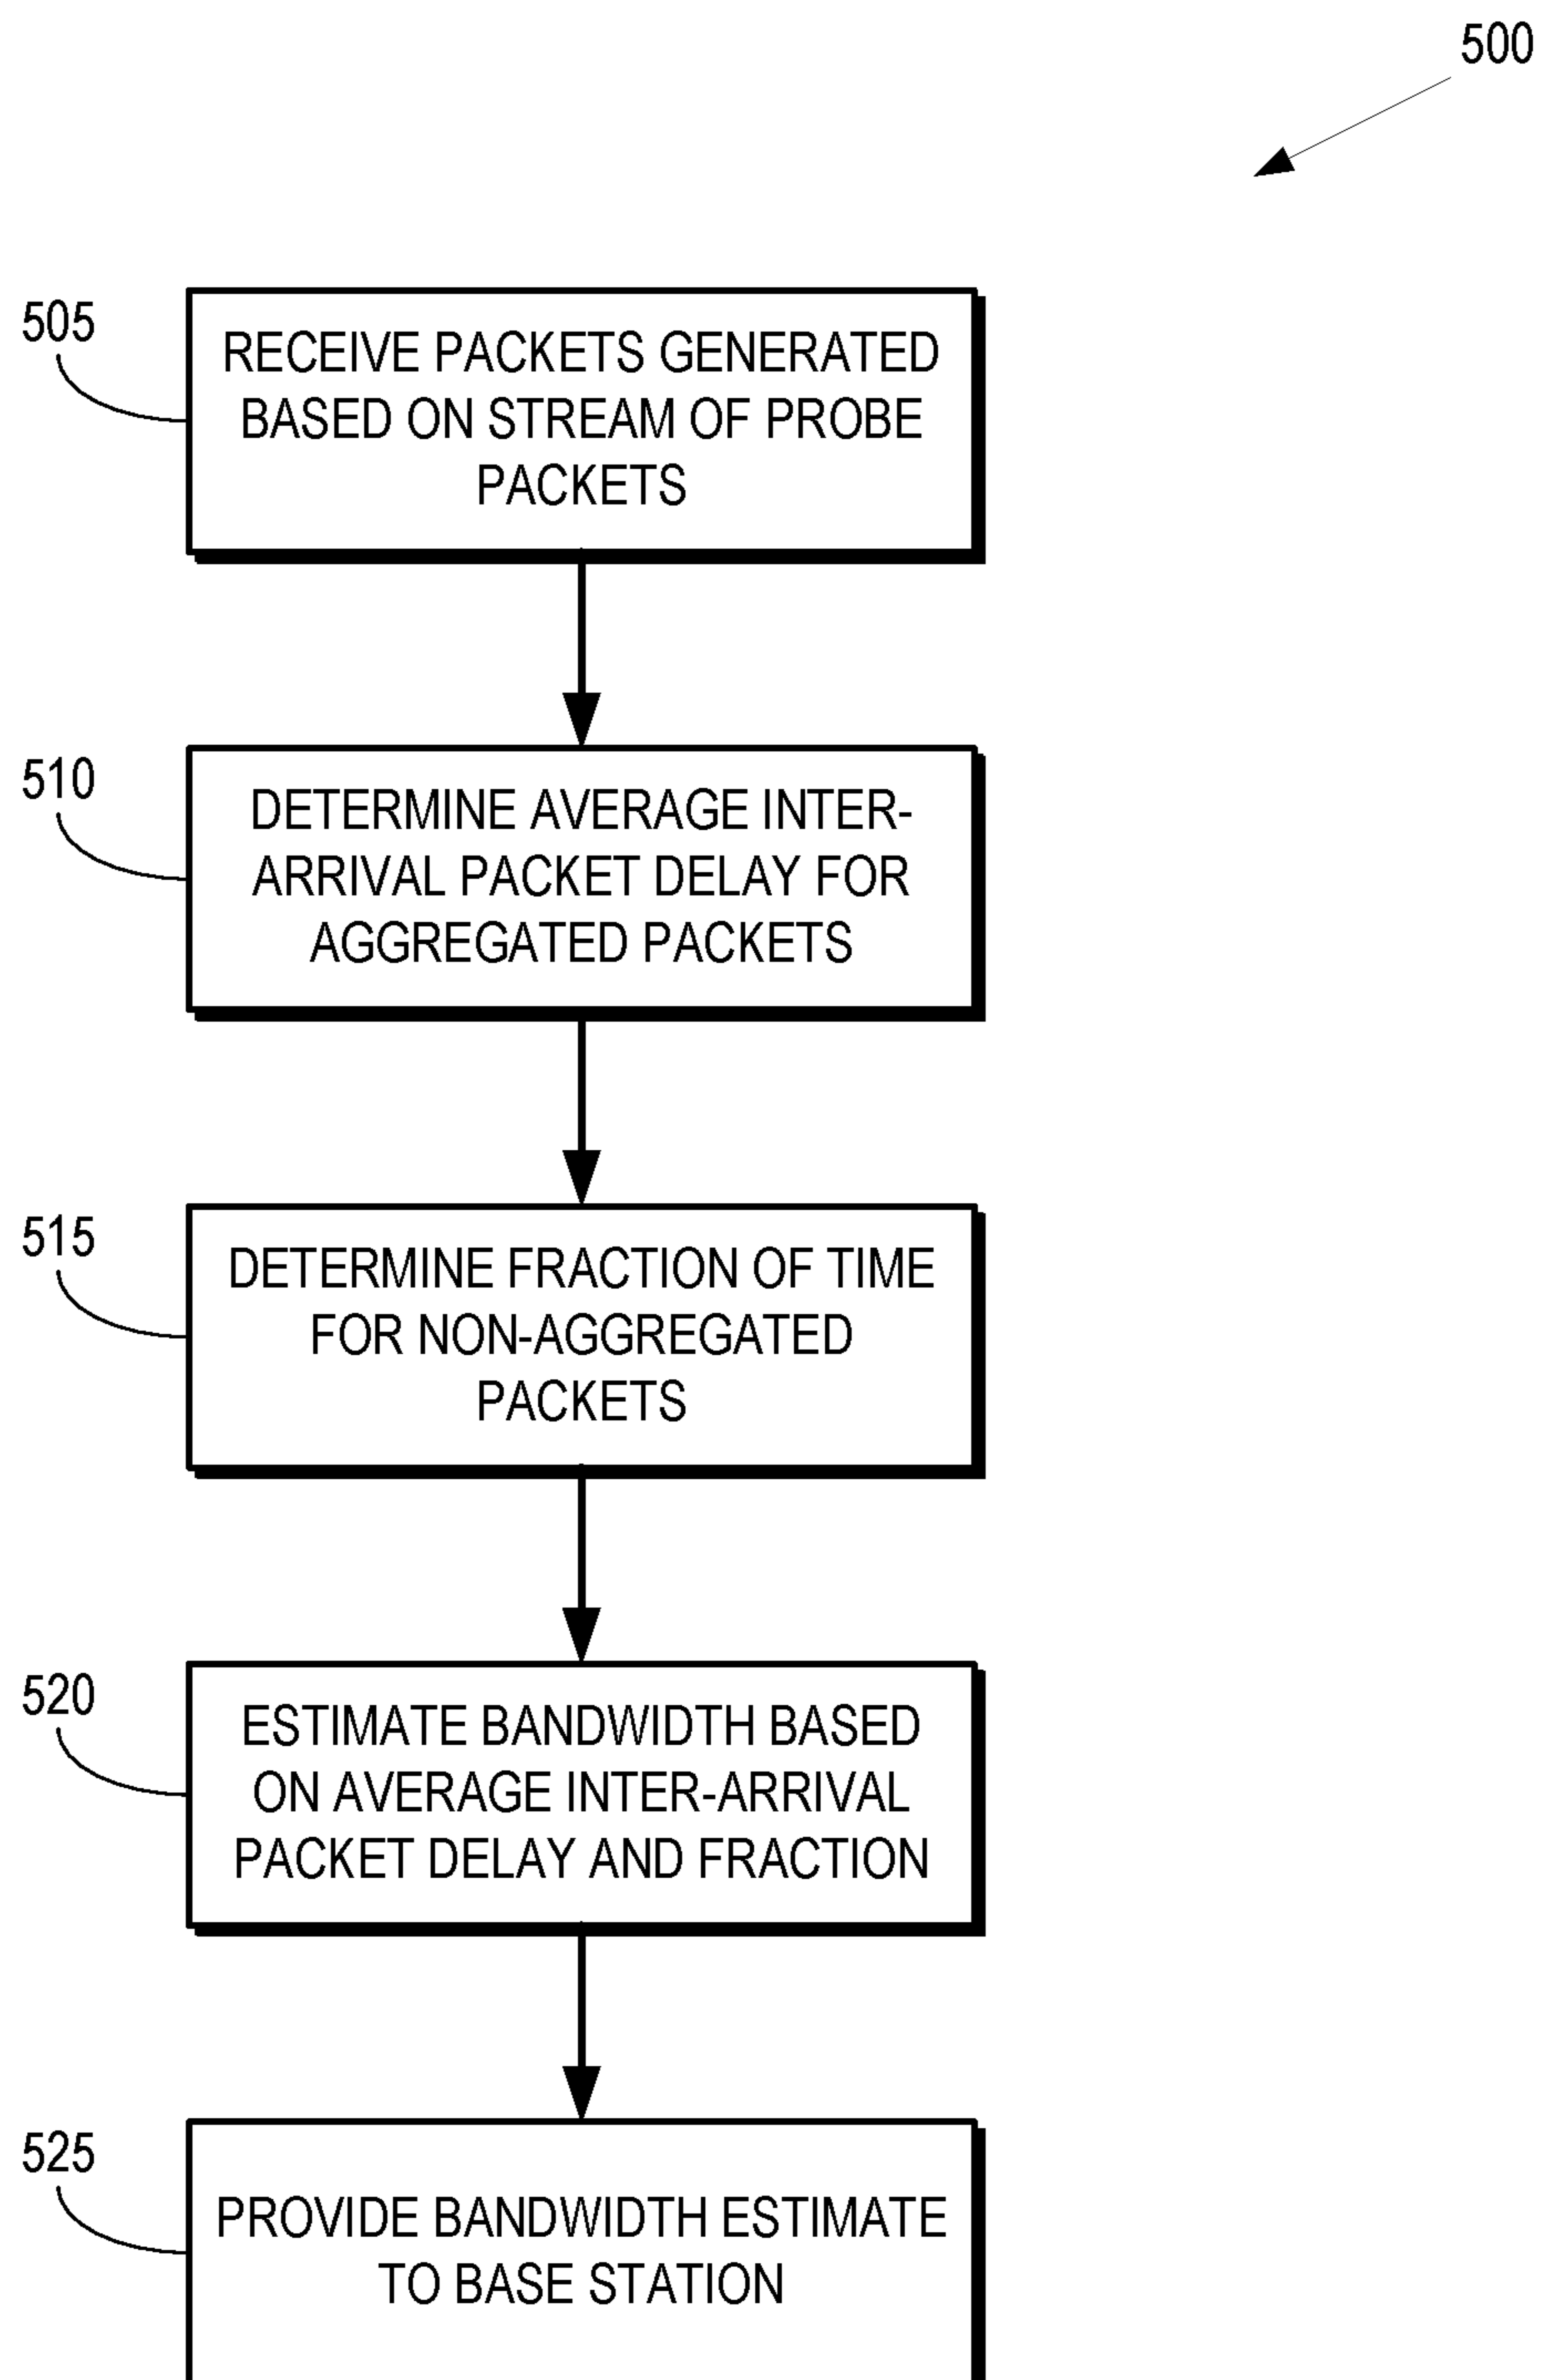 500
505
RECEIVE PACKETS GENERATED
BASED ON STREAM OF PROBE
PACKETS
510
DETERMINE AVERAGE INTER-
ARRIVAL PACKET DELAY FOR
AGGREGATED PACKETS
515
DETERMINE FRACTION OF TIME
FOR NON-AGGREGATED
PACKETS
520
ESTIMATE BANDWIDTH BASED
ON AVERAGE INTER-ARRIVAL
PACKET DELAY AND FRACTION
525
PROVIDE BANDWIDTH ESTIMATE
TO BASE STATION